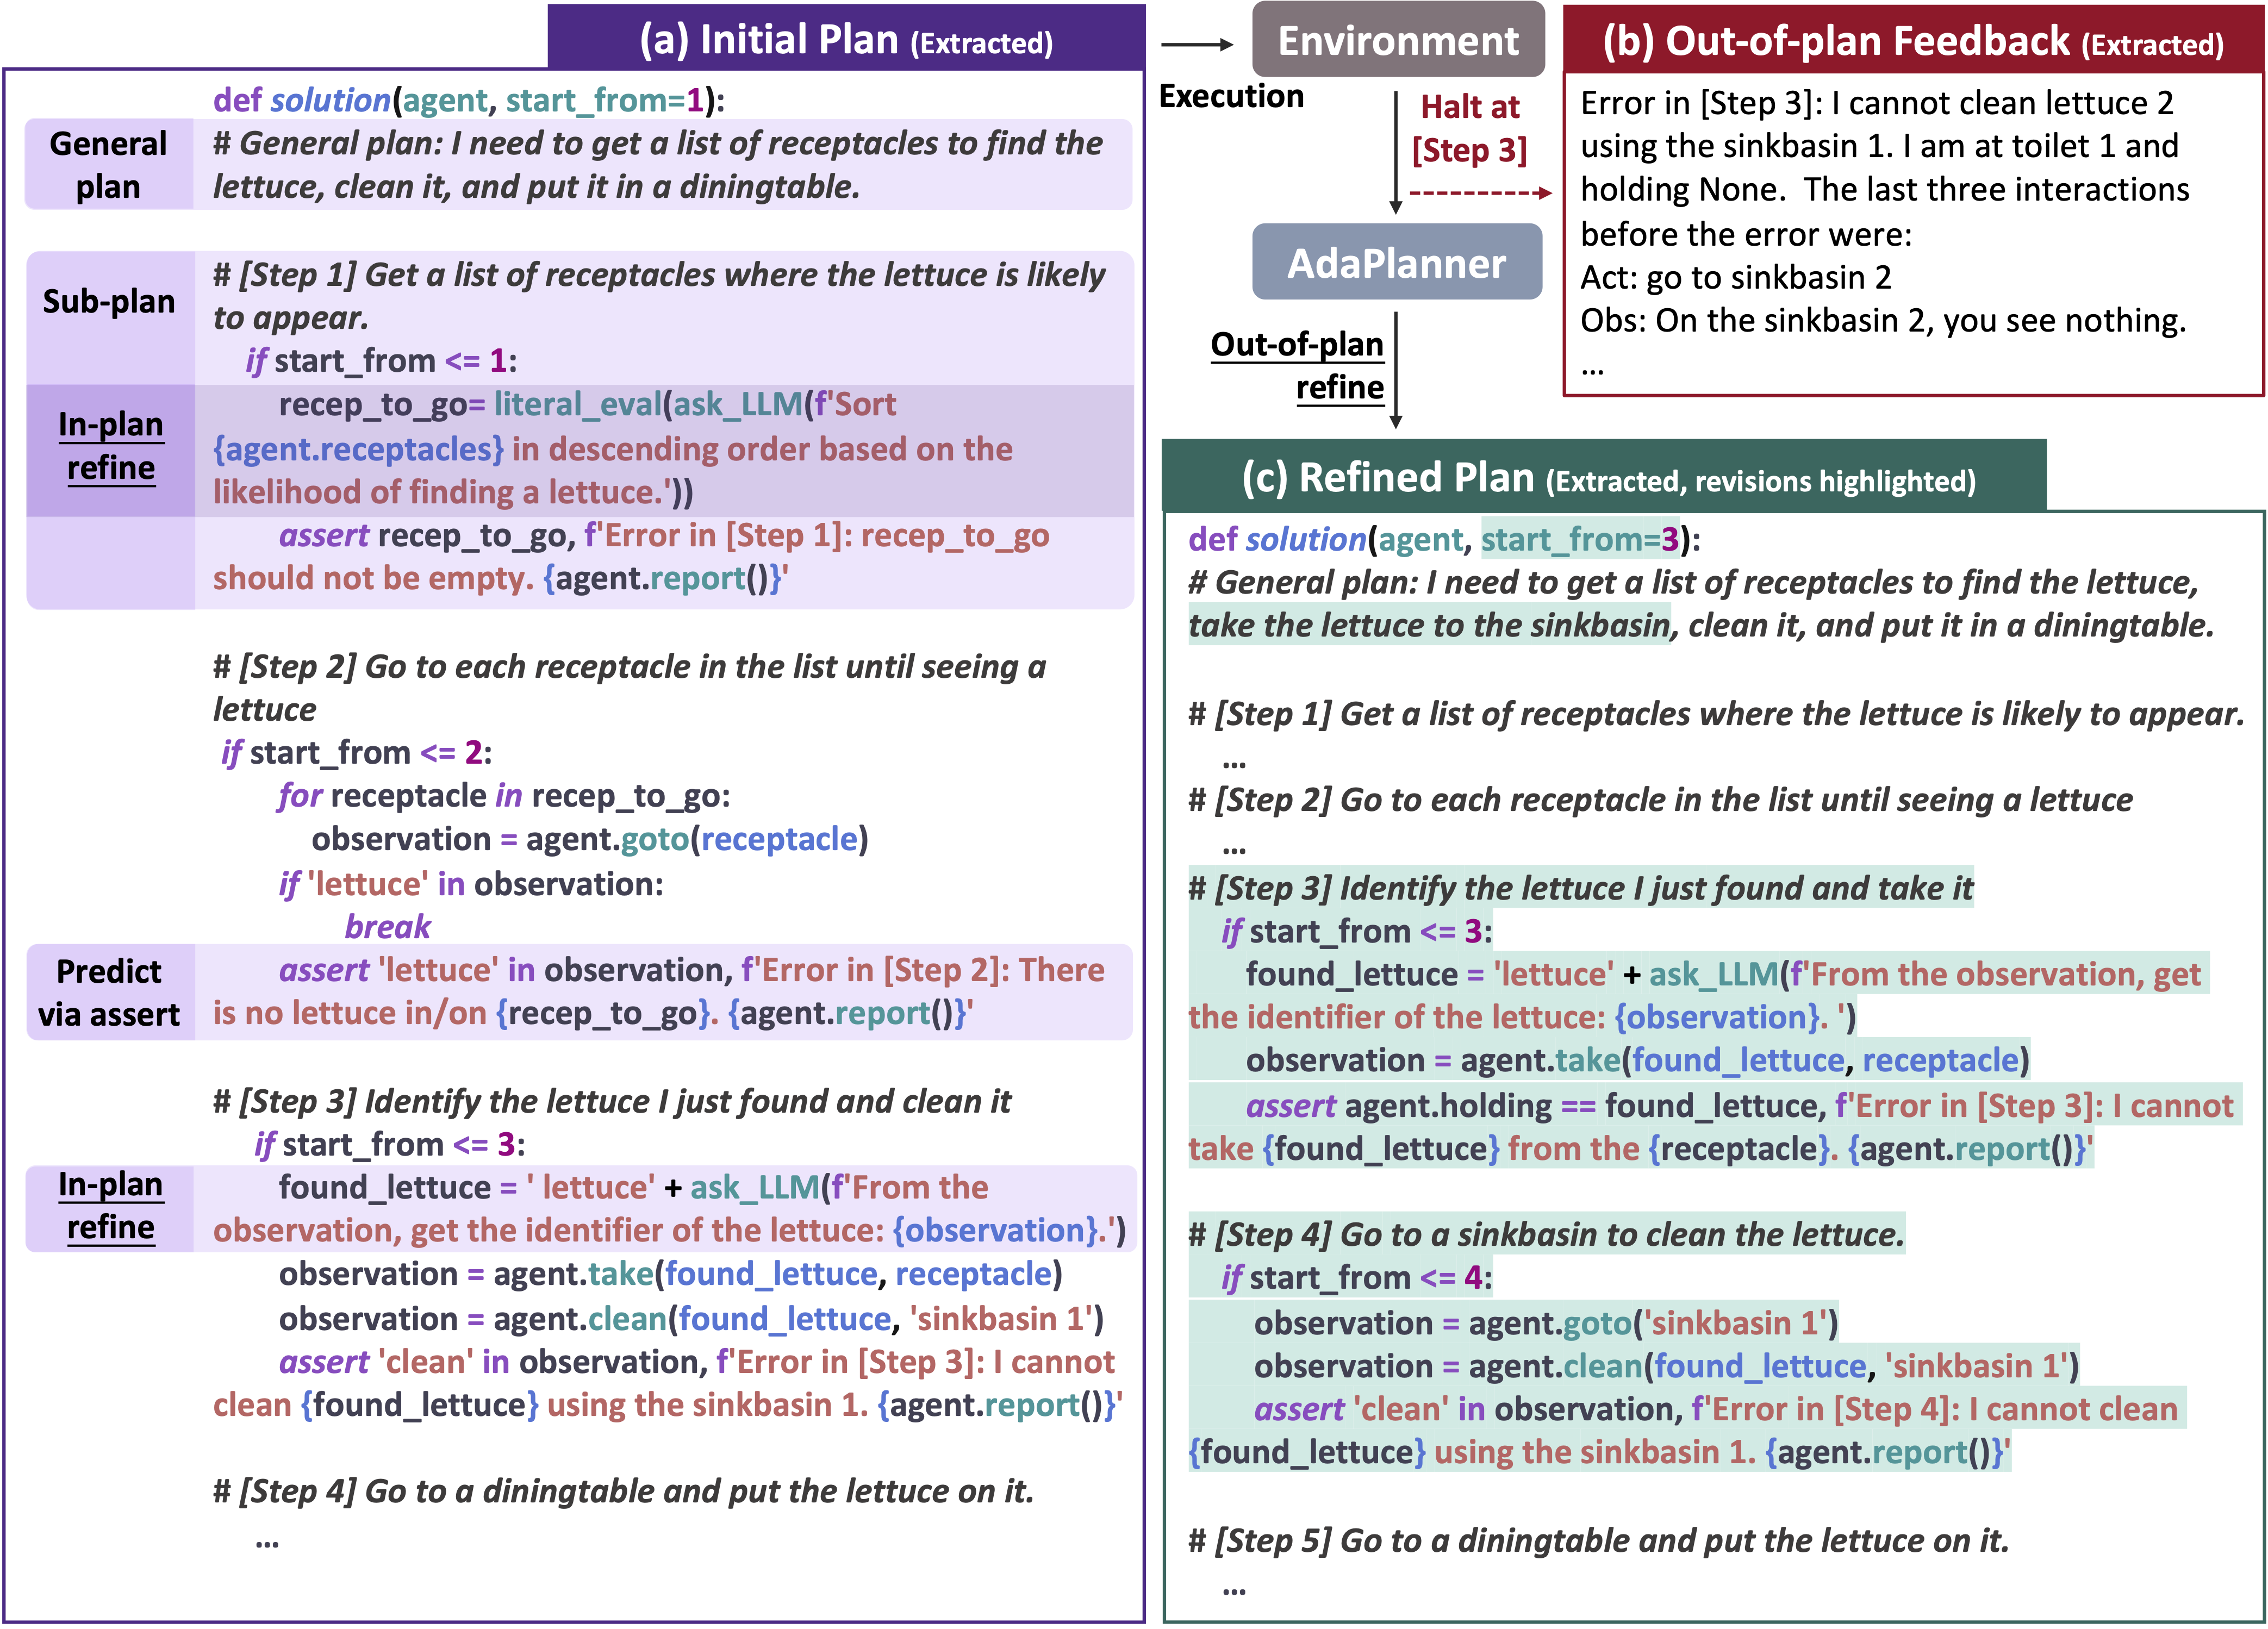 (a) Initial Plan (Extracted)
def solution(agent, start_from=1):
General
plan
# General plan: I need to get a list of receptacles to find the
lettuce, clean it, and put it in a diningtable.
Sub-plan
# [Step 1] Get a list of receptacles where the lettuce is likely
to appear.
if start_from <= 1:
In-plan
refine
recep_to_go= literal_eval(ask_LLM(f'Sort
{agent.receptacles} in descending order based on the
likelihood of finding a lettuce.'))
assert recep_to_go, f'Error in [Step 1]: recep_to_go
should not be empty. {agent.report()}'
# [Step 2] Go to each receptacle in the list until seeing a
lettuce
if start_from <= 2:
for receptacle in recep_to_go:
observation = agent.goto(receptacle)
if 'lettuce' in observation:
break
Predict
via assert
assert 'lettuce' in observation, f'Error in [Step 2]: There
is no lettuce in/on {recep_to_go}. {agent.report()}'
# [Step 3] Identify the lettuce I just found and clean it
if start_from <= 3:
In-plan
refine
found_lettuce = ' lettuce' + ask_LLM(f'From the
observation, get the identifier of the lettuce: {observation}.')
observation = agent.take(found_lettuce, receptacle)
observation = agent.clean(found_lettuce, 'sinkbasin 1')
assert 'clean' in observation, f'Error in [Step 3]: I cannot
clean {found_lettuce} using the sinkbasin 1. {agent.report()}'
# [Step 4] Go to a diningtable and put the lettuce on it.
...
Execution
Environment
Halt at
[Step 3]
AdaPlanner
Out-of-plan
refine
(b) Out-of-plan Feedback (Extracted)
Error in [Step 3]: I cannot clean lettuce 2
using the sinkbasin 1. I am at toilet 1 and
holding None.  The last three interactions
before the error were:
Act: go to sinkbasin 2
Obs: On the sinkbasin 2, you see nothing.
...
(c) Refined Plan (Extracted, revisions highlighted)
def solution(agent, start_from=3):
# General plan: I need to get a list of receptacles to find the lettuce,
take the lettuce to the sinkbasin, clean it, and put it in a diningtable.
# [Step 1] Get a list of receptacles where the lettuce is likely to appear.
...
# [Step 2] Go to each receptacle in the list until seeing a lettuce
...
# [Step 3] Identify the lettuce I just found and take it
if start_from <= 3:
found_lettuce = 'lettuce' + ask_LLM(f'From the observation, get
the identifier of the lettuce: {observation}. ')
observation = agent.take(found_lettuce, receptacle)
assert agent.holding == found_lettuce, f'Error in [Step 3]: I cannot
take {found_lettuce} from the {receptacle}. {agent.report()}'
# [Step 4] Go to a sinkbasin to clean the lettuce.
if start_from <= 4:
observation = agent.goto('sinkbasin 1')
observation = agent.clean(found_lettuce, 'sinkbasin 1')
assert 'clean' in observation, f'Error in [Step 4]: I cannot clean
{found_lettuce} using the sinkbasin 1. {agent.report()}'
# [Step 5] Go to a diningtable and put the lettuce on it.
...